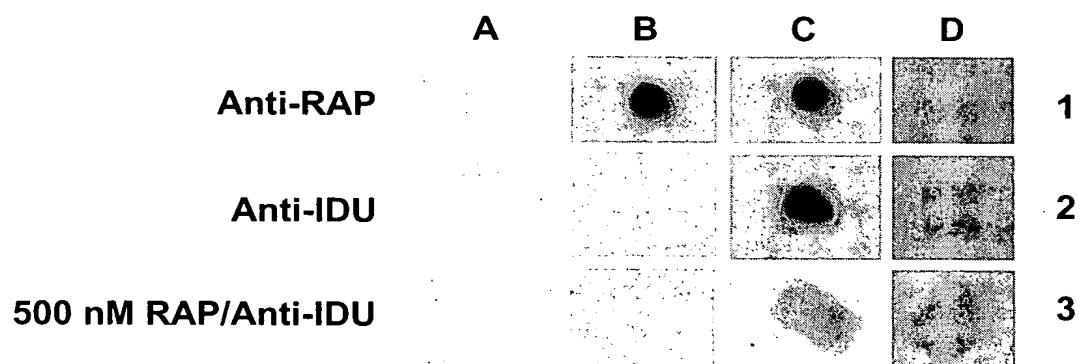 A B C D
Anti-RAP 1
Anti-IDU 2
500 nM RAP/Anti-IDU 3